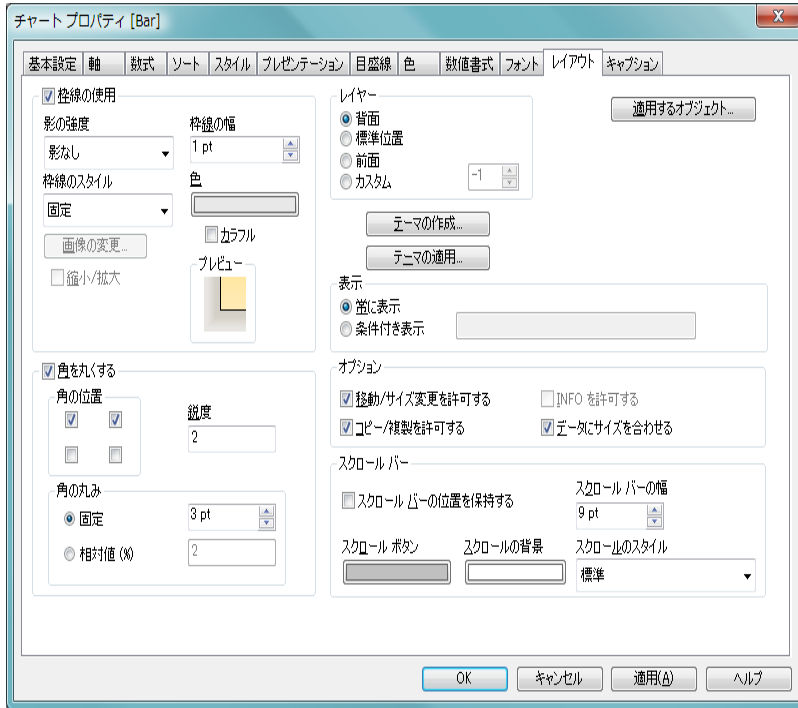 チャート プロパティ [Bar]
基本設定 軸 数式 ソート スタイル プレゼンテーション 目盛線 色 数値書式 フォント レイアウト キャプション
枠線の使用
影の強度
影なし
枠線の幅
1 pt
枠線のスタイル
固定
色
画像の変更...
カラフル
縮小/拡大
プレビュー
角を丸くする
角の位置
鋭度
2
角の丸み
固定
3 pt
相対値 (%)
2
レイヤー
背面
標準位置
前面
カスタム
-1
適用するオブジェクト...
テーマの作成...
テーマの適用...
表示
常に表示
条件付き表示
オプション
移動/サイズ変更を許可する
INFO を許可する
コピー/複製を許可する
データにサイズを合わせる
スクロール バー
スクロール バーの位置を保持する
スクロール バーの幅
9 pt
スクロール ボタン
スクロールの背景
スクロールのスタイル
標準
OK キャンセル 適用(A) ヘルプ